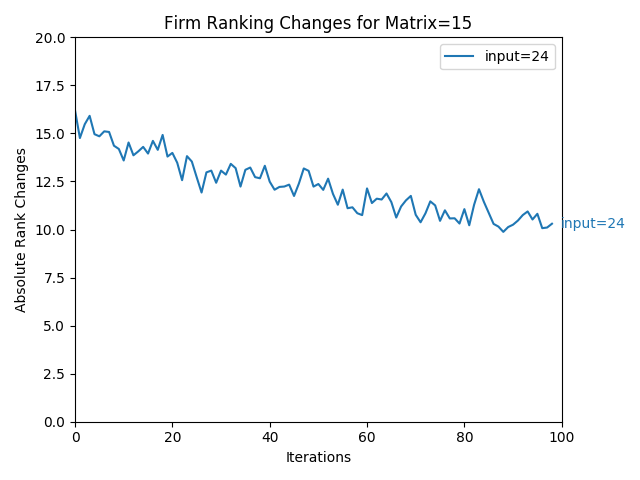 Firm Ranking Changes for Matrix=15
20.0
17.5
15.0
12.5
10.0
7.5
5.0
2.5
0.0
Absolute Rank Changes
input=24
input=24
0 20 40 60 80 100
Iterations